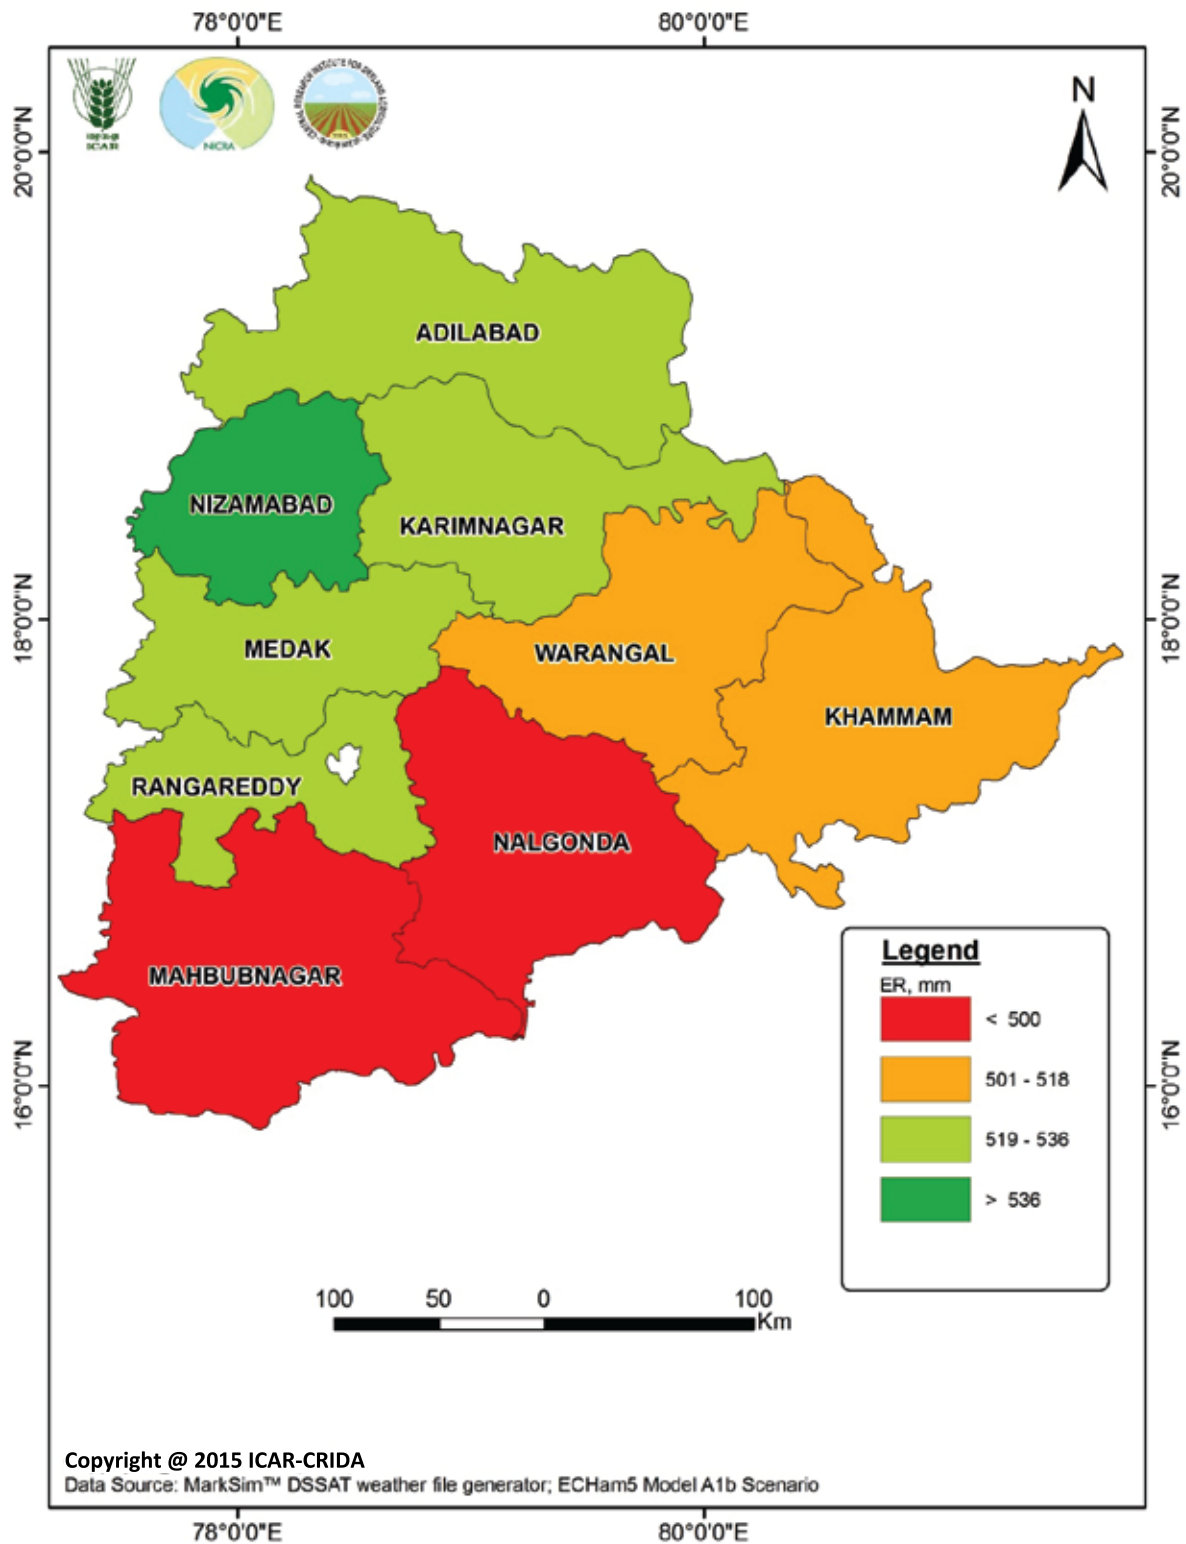 78°0'0"E 80°0'0"E
20°0'0"N 20°0'0"N
ICAR
NICRA
N
ADILABAD
NIZAMABAD
KARIMNAGAR
18°0'0"N 18°0'0"N
MEDAK
WARANGAL
KHAMMAM
RANGAREDDY
NALGONDA
MAHBUBNAGAR
16°0'0"N 16°0'0"N
Legend
ER, mm
< 500
501 - 518
519 - 536
> 536
100 50 0 100
Km
Copyright @ 2015 ICAR-CRIDA
Data Source: MarkSim™ DSSAT weather file generator; ECHam5 Model A1b Scenario
78°0'0"E 80°0'0"E